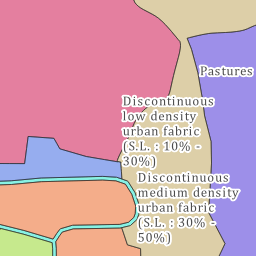 Pastures
Discontinuous
low density
urban fabric
(S.L. : 10% -
30%)
Discontinuous
medium density
urban fabric
(S.L. : 30% -
50%)